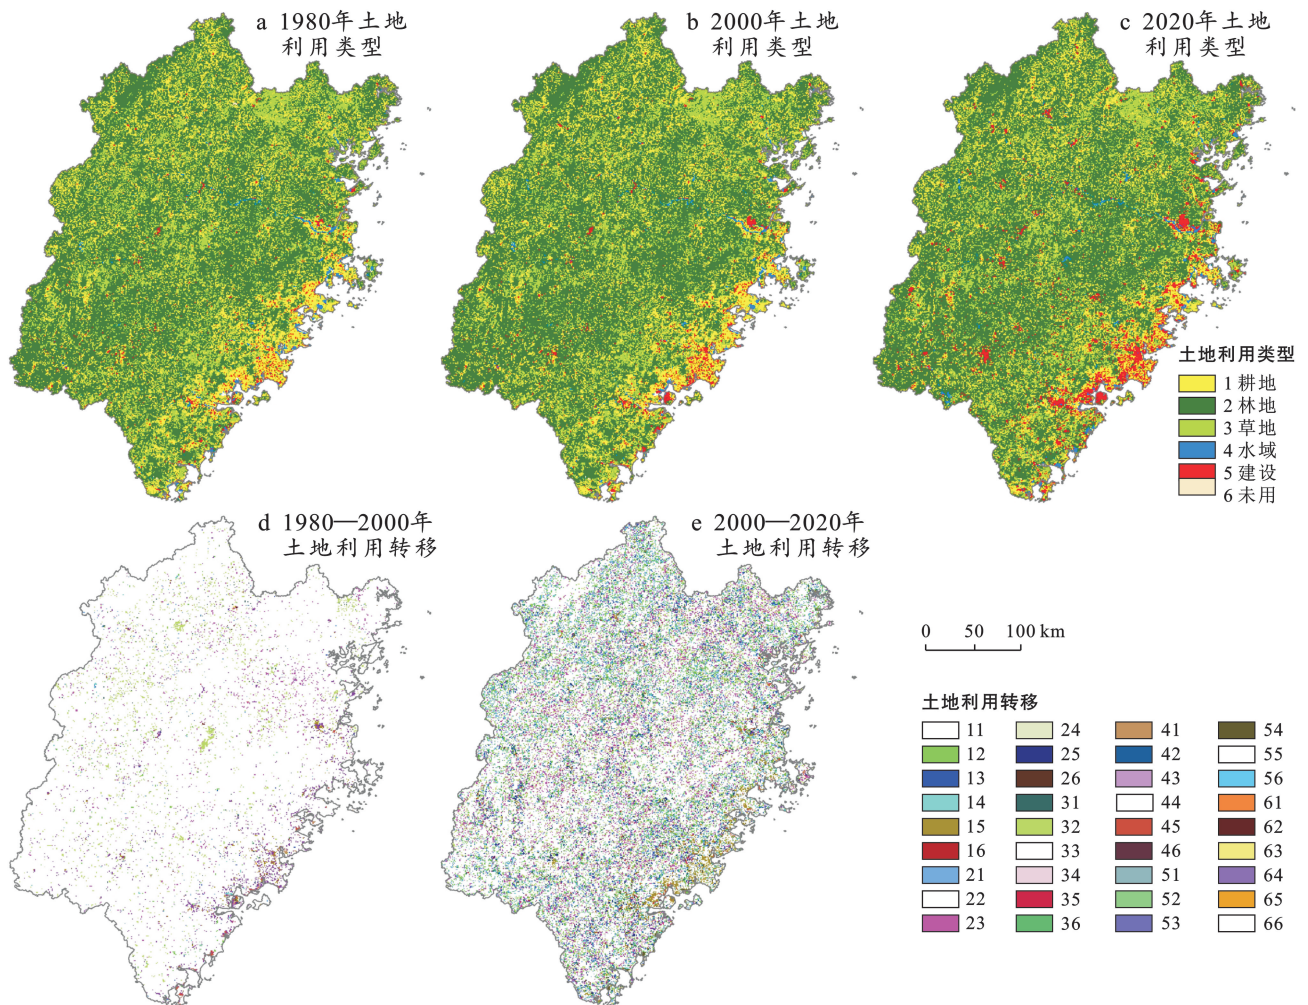 a 1980年土地
利用类型
b 2000年土地
利用类型
c 2020年土地
利用类型
土地利用类型
1 耕地
2 林地
3 草地
4 水域
5 建设
6 未用
d 1980—2000年
土地利用转移
e 2000—2020年
土地利用转移
0 50 100 km
土地利用转移
11 24 41 54
12 25 42 55
13 26 43 56
14 31 44 61
15 32 45 62
16 33 46 63
21 34 51 64
22 35 52 65
23 36 53 66